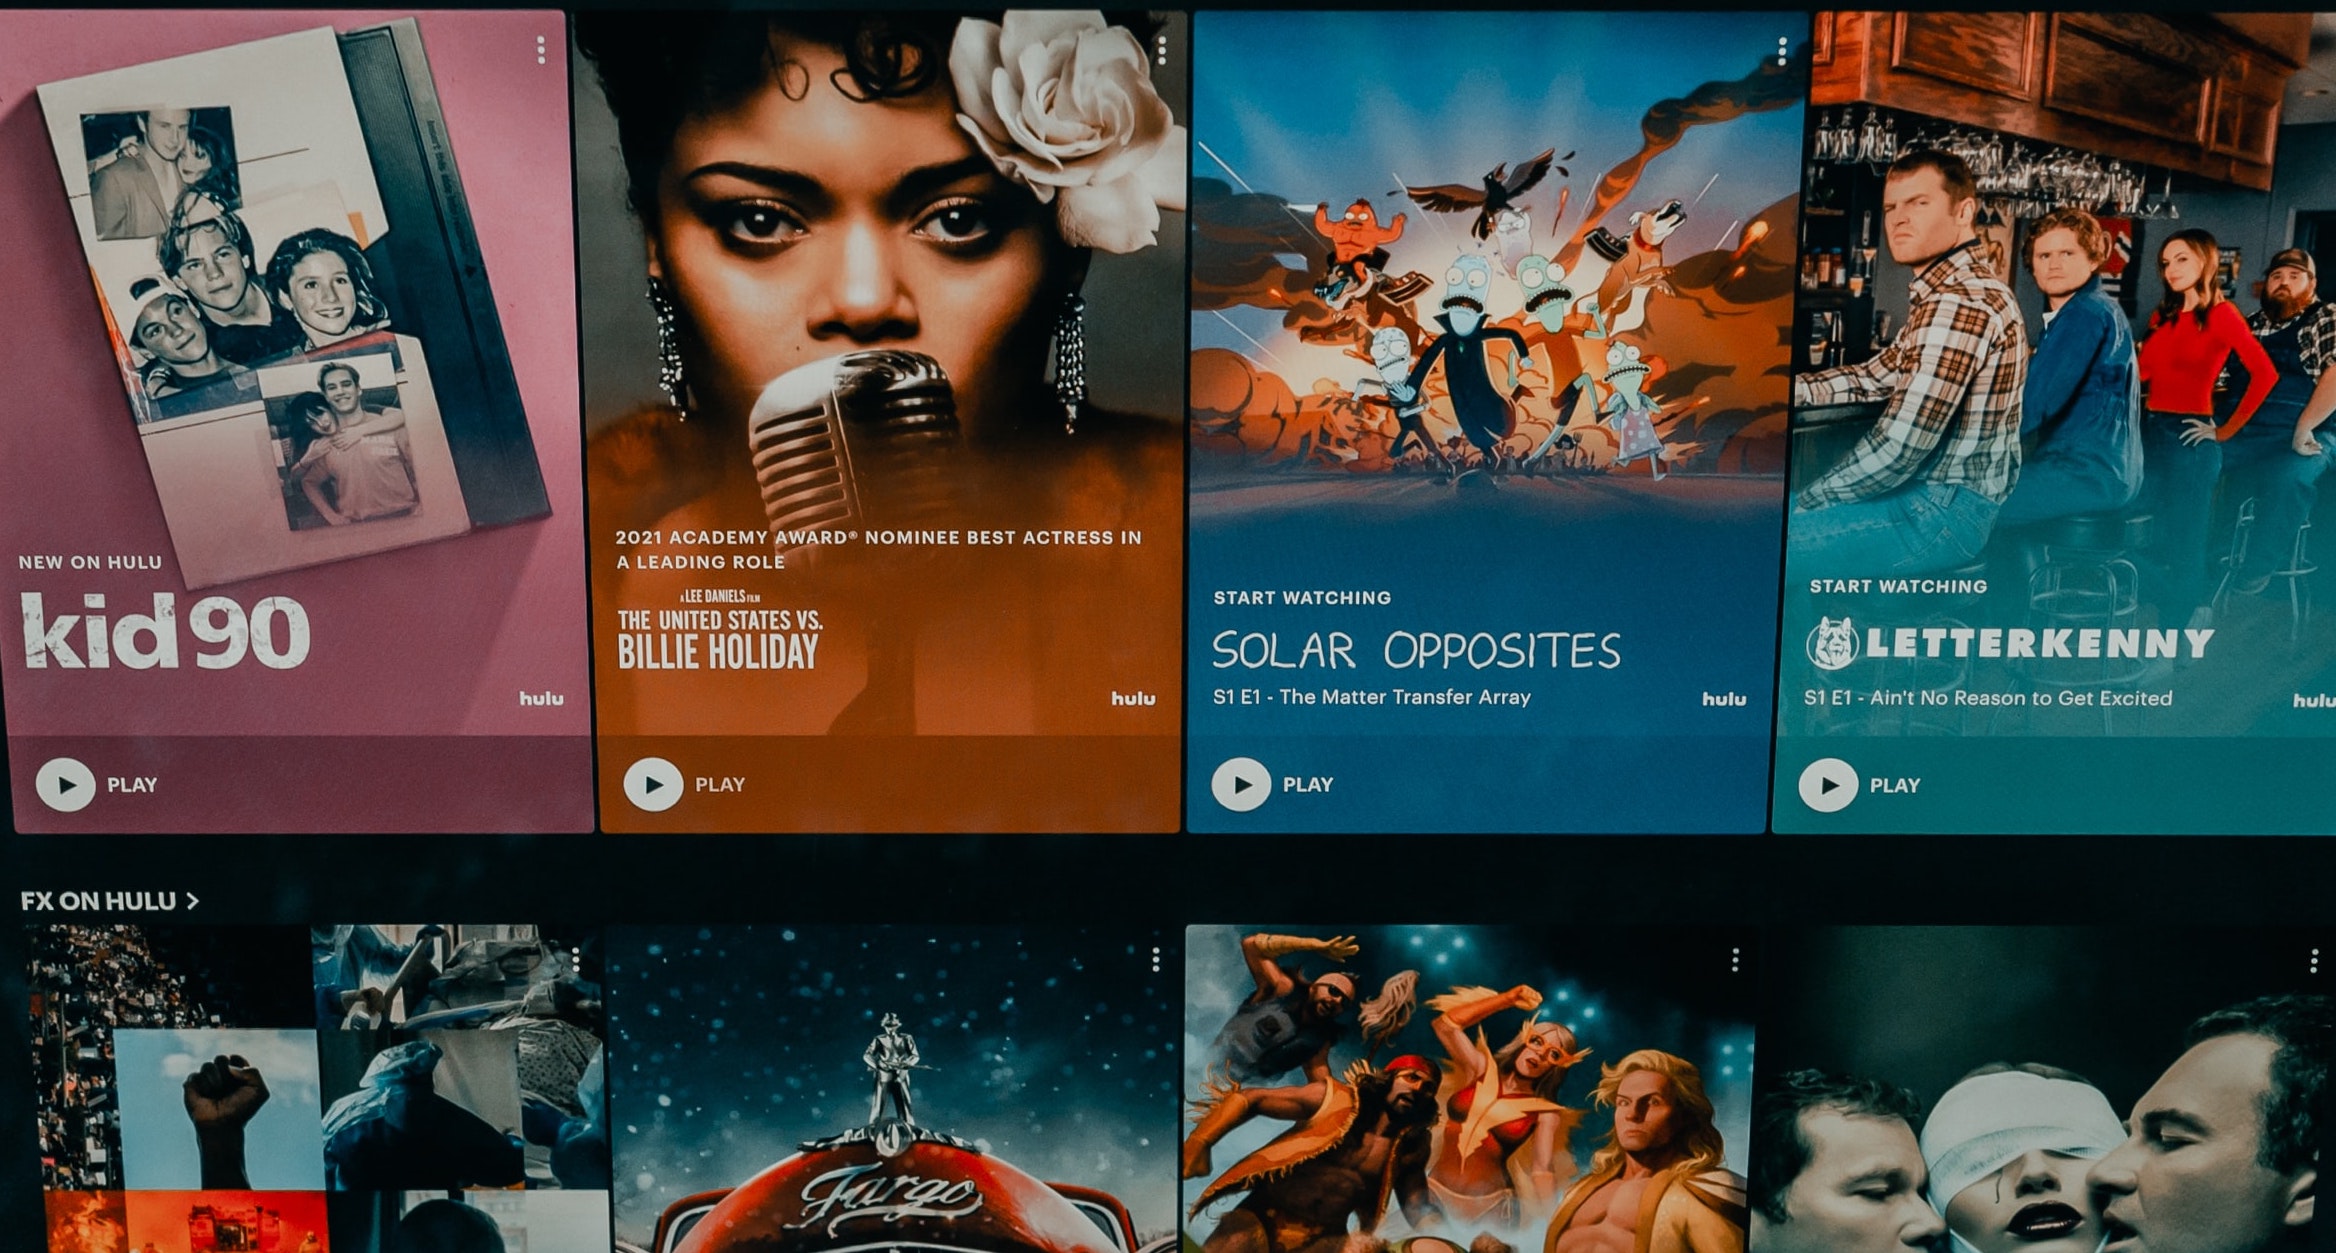 NEW ON HULU
kid 90
hulu
PLAY
2021 ACADEMY AWARD® NOMINEE BEST ACTRESS IN
A LEADING ROLE
A LEE DANIELS FILM
THE UNITED STATES VS.
BILLIE HOLIDAY
hulu
PLAY
START WATCHING
SOLAR OPPOSITES
S1 E1 - The Matter Transfer Array
hulu
PLAY
START WATCHING
LETTERKENNY
S1 E1 - Ain't No Reason to Get Excited
hulu
PLAY
FX ON HULU >
Fargo